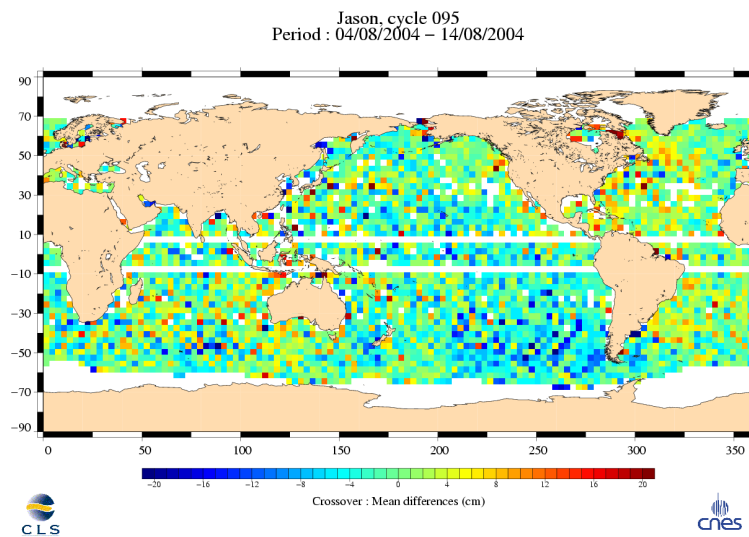 Jason, cycle 095
Period : 04/08/2004 − 14/08/2004
90
70
50
30
10
−10
−30
−50
−70
−90
0 50 100 150 200 250 300 350
−20 −16 −12 −8 −4 0 4 8 12 16 20
Crossover : Mean differences (cm)
CLS
cnes